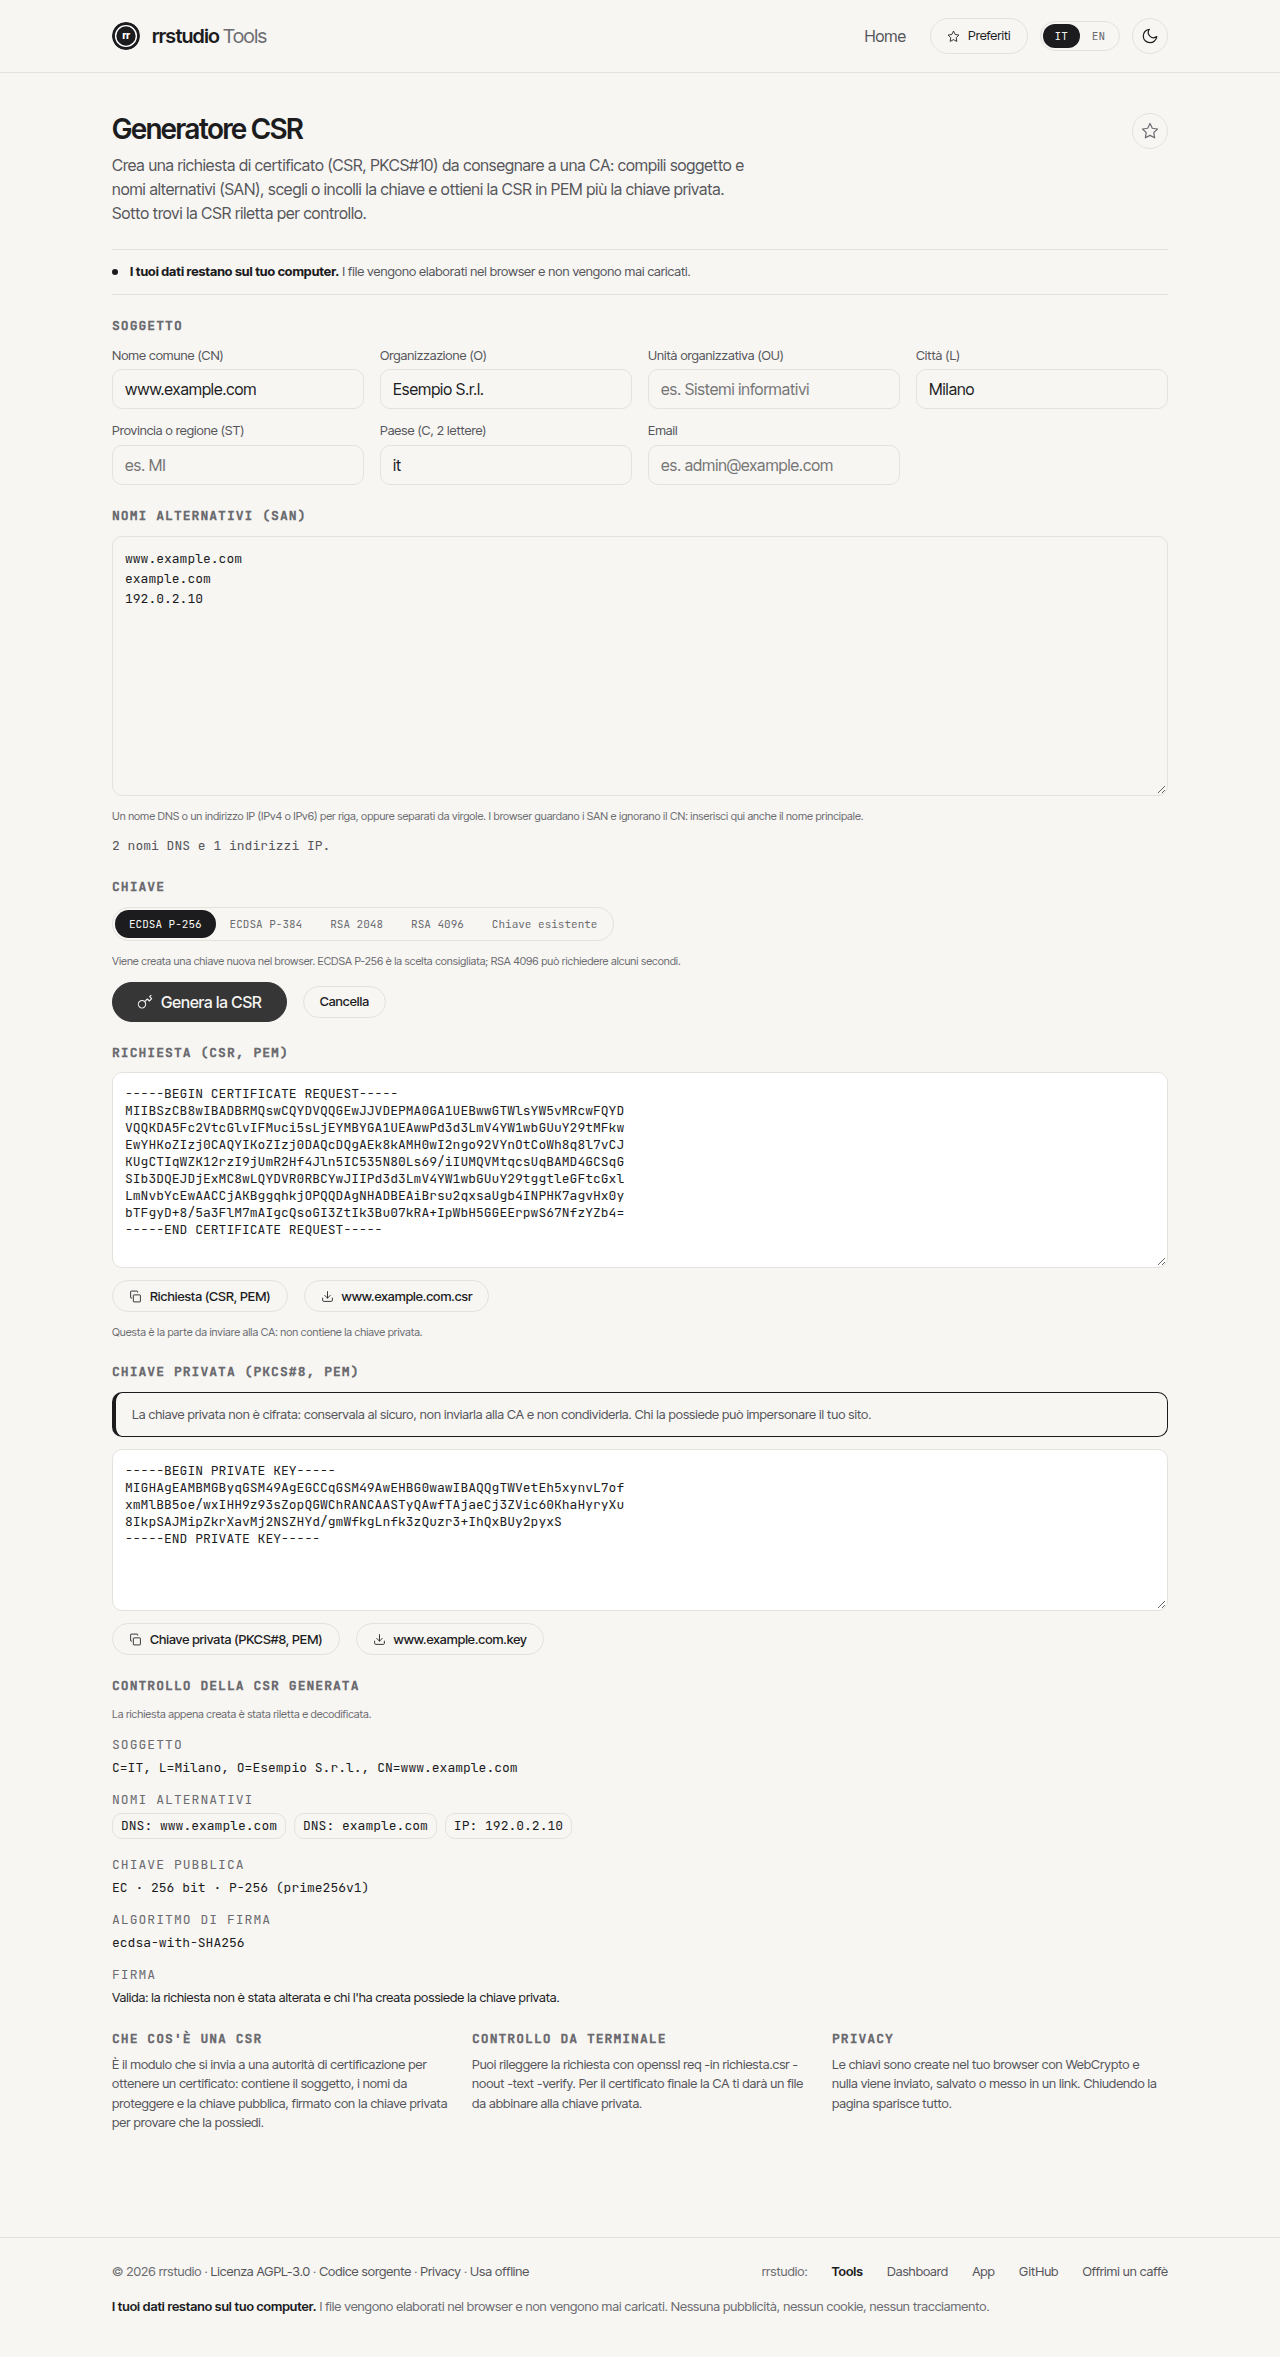 rr rrstudio Tools
Home
Preferiti
IT EN
Generatore CSR
Crea una richiesta di certificato (CSR, PKCS#10) da consegnare a una CA: compili soggetto e
nomi alternativi (SAN), scegli o incolli la chiave e ottieni la CSR in PEM più la chiave privata.
Sotto trovi la CSR riletta per controllo.
I tuoi dati restano sul tuo computer. I file vengono elaborati nel browser e non vengono mai caricati.
SOGGETTO
Nome comune (CN) Organizzazione (O) Unità organizzativa (OU) Città (L)
www.example.com Esempio S.r.l. es. Sistemi informativi Milano
Provincia o regione (ST) Paese (C, 2 lettere) Email
es. MI it es. admin@example.com
NOMI ALTERNATIVI (SAN)
www.example.com
example.com
192.0.2.10
Un nome DNS o un indirizzo IP (IPv4 o IPv6) per riga, oppure separati da virgole. I browser guardano i SAN e ignorano il CN: inserisci qui anche il nome principale.
2 nomi DNS e 1 indirizzi IP.
CHIAVE
ECDSA P-256 ECDSA P-384 RSA 2048 RSA 4096 Chiave esistente
Viene creata una chiave nuova nel browser. ECDSA P-256 è la scelta consigliata; RSA 4096 può richiedere alcuni secondi.
Genera la CSR Cancella
RICHIESTA (CSR, PEM)
-----BEGIN CERTIFICATE REQUEST-----
MIIBSzCB8wIBADBRMQswCQYDVQQGEwJJVDEPMA0GA1UEBwwGTWlsYW5vMRcwFQYD
VQQKDA5Fc2VtcGlvIFMuci5sLjEYMBYGA1UEAwwPd3d3LmV4YW1wbGUuY29tMFkw
EwYHKoZIzj0CAQYIKoZIzj0DAQcDQgAEk8kAMH0wI2ngo92VYnOtCoWh8q8l7vCJ
KUgCTIqWZK12rzI9jUmR2Hf4Jln5IC535N80Ls69/iIUMQVMtqcsUqBAMD4GCSqG
SIb3DQEJDjExMC8wLQYDVR0RBCYwJIIPd3d3LmV4YW1wbGUuY29tggtleGFtcGxl
LmNvbYcEwAACCjAKBggqhkjOPQQDAgNHADBEAiBrsu2qxsaUgb4INPHK7agvHx0y
bTFgyD+8/5a3FlM7mAIgcQsoGI3ZtIk3Bu07kRA+IpWbH5GGEErpwS67NfzYZb4=
-----END CERTIFICATE REQUEST-----
Richiesta (CSR, PEM) www.example.com.csr
Questa è la parte da inviare alla CA: non contiene la chiave privata.
CHIAVE PRIVATA (PKCS#8, PEM)
La chiave privata non è cifrata: conservala al sicuro, non inviarla alla CA e non condividerla. Chi la possiede può impersonare il tuo sito.
-----BEGIN PRIVATE KEY-----
MIGHAgEAMBMGByqGSM49AgEGCCqGSM49AwEHBG0wawIBAQQgTWVetEh5xynvL7of
xmMlBB5oe/wxIHH9z93sZopQGWChRANCAASTyQAwfTAjaeCj3ZVic60KhaHyryXu
8IkpSAJMipZkrXavMj2NSZHYd/gmWfkgLnfk3zQuzr3+IhQxBUy2pyxS
-----END PRIVATE KEY-----
Chiave privata (PKCS#8, PEM) www.example.com.key
CONTROLLO DELLA CSR GENERATA
La richiesta appena creata è stata riletta e decodificata.
SOGGETTO
C=IT, L=Milano, O=Esempio S.r.l., CN=www.example.com
NOMI ALTERNATIVI
DNS: www.example.com DNS: example.com IP: 192.0.2.10
CHIAVE PUBBLICA
EC · 256 bit · P-256 (prime256v1)
ALGORITMO DI FIRMA
ecdsa-with-SHA256
FIRMA
Valida: la richiesta non è stata alterata e chi l'ha creata possiede la chiave privata.
CHE COS'È UNA CSR
È il modulo che si invia a una autorità di certificazione per
ottenere un certificato: contiene il soggetto, i nomi da
proteggere e la chiave pubblica, firmato con la chiave privata
per provare che la possiedi.
CONTROLLO DA TERMINALE
Puoi rileggere la richiesta con openssl req -in richiesta.csr -
noout -text -verify. Per il certificato finale la CA ti darà un file
da abbinare alla chiave privata.
PRIVACY
Le chiavi sono create nel tuo browser con WebCrypto e
nulla viene inviato, salvato o messo in un link. Chiudendo la
pagina sparisce tutto.
© 2026 rrstudio · Licenza AGPL-3.0 · Codice sorgente · Privacy · Usa offline
rrstudio: Tools Dashboard App GitHub Offrimi un caffè
I tuoi dati restano sul tuo computer. I file vengono elaborati nel browser e non vengono mai caricati. Nessuna pubblicità, nessun cookie, nessun tracciamento.